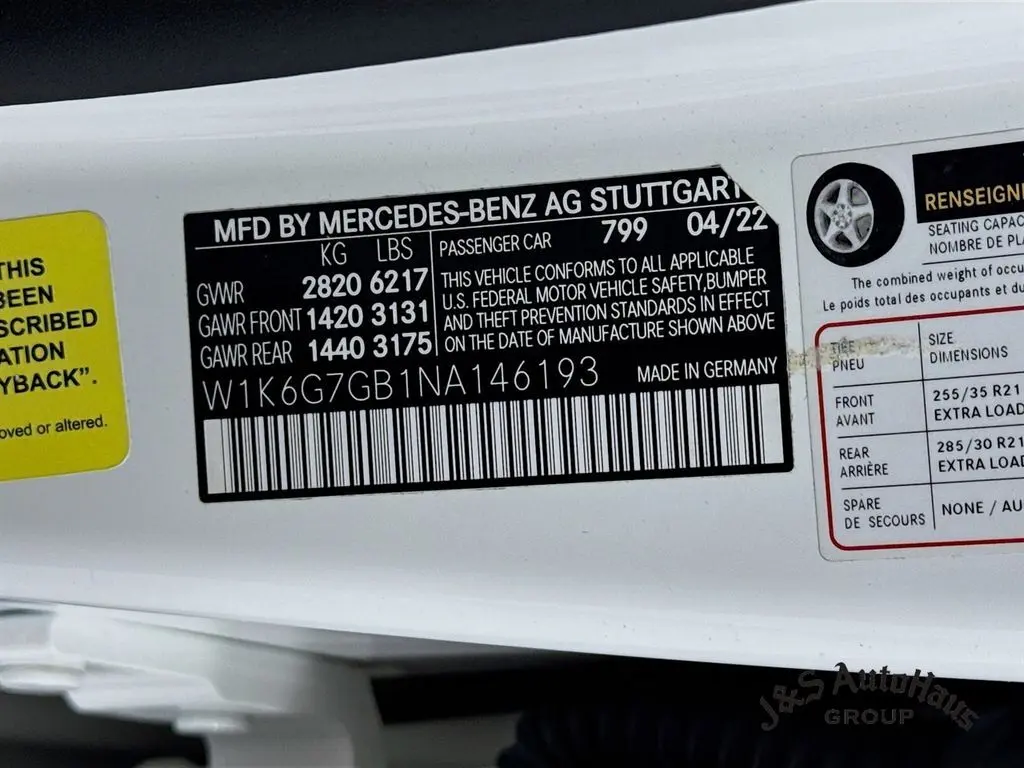 THIS
BEEN
ATION
YBACK”.
oved or altered.
MFD BY MERCEDES-BENZ AG STUTTGART
KG LBS
PASSENGER CAR 799 04/22
GVWR 2820 6217
GAWR FRONT 1420 3131
GAWR REAR 1440 3175
THIS VEHICLE CONFORMS TO ALL APPLICABLE
U.S. FEDERAL MOTOR VEHICLE SAFETY,BUMPER
AND THEFT PREVENTION STANDARDS IN EFFECT
ON THE DATE OF MANUFACTURE SHOWN ABOVE
W1K6G7GB1NA146193 MADE IN GERMANY
RENSEIGN
SEATING CAPAC
NOMBRE DE PLA
The combined weight of occu
Le poids total des occupants et du
TIRE
PNEU
SIZE
DIMENSIONS
FRONT
AVANT
255/35 R21
EXTRA LOAD
REAR
ARRIÈRE
285/30 R21
EXTRA LOAD
SPARE
DE SECOURS
NONE / AU
J&S AutoHaus
GROUP